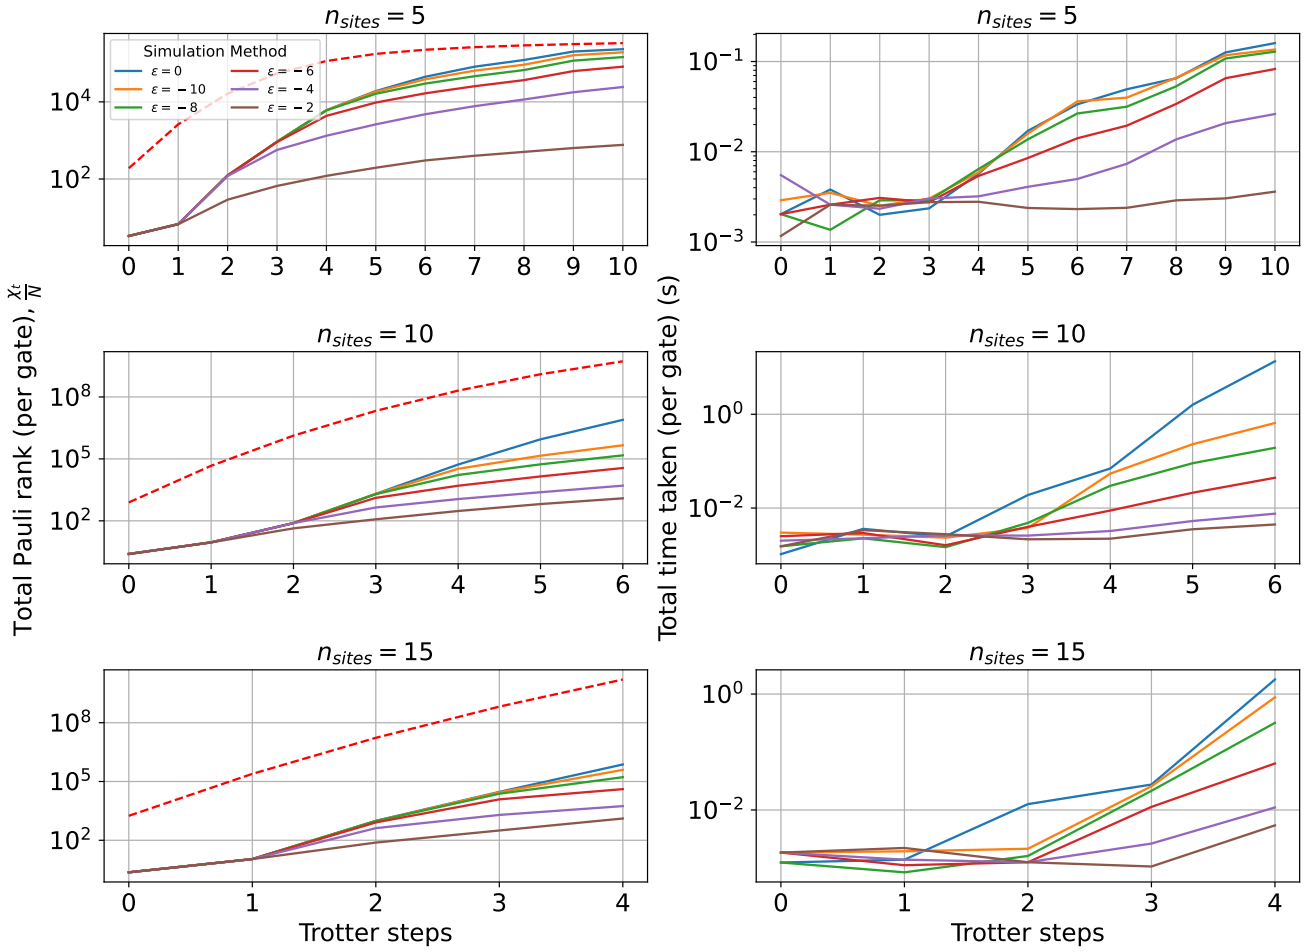 n_sites = 5
Simulation Method
ε = 0
ε = −10
ε = −8
ε = −6
ε = −4
ε = −2
10^4
10^2
0 1 2 3 4 5 6 7 8 9 10
n_sites = 5
10^−1
10^−2
10^−3
0 1 2 3 4 5 6 7 8 9 10
Total Pauli rank (per gate), χ_t/N
Total time taken (per gate) (s)
n_sites = 10
10^8
10^5
10^2
0 1 2 3 4 5 6
n_sites = 10
10^0
10^−2
0 1 2 3 4 5 6
n_sites = 15
10^8
10^5
10^2
0 1 2 3 4
Trotter steps
n_sites = 15
10^0
10^−2
0 1 2 3 4
Trotter steps